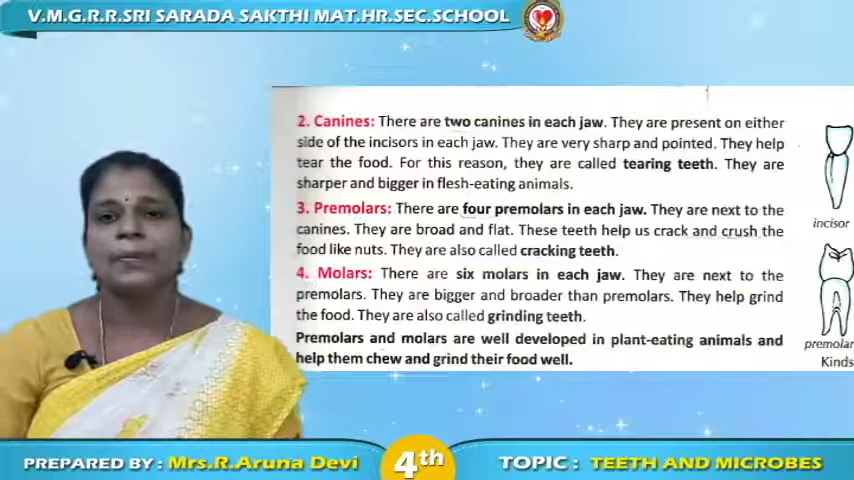 V.M.G.R.R.SRI SARADA SAKTHI MAT.HR.SEC.SCHOOL
2. Canines: There are two canines in each jaw. They are present on either
side of the incisors in each jaw. They are very sharp and pointed. They help
tear the food. For this reason, they are called tearing teeth. They are
sharper and bigger in flesh-eating animals.
3. Premolars: There are four premolars in each jaw. They are next to the
canines. They are broad and flat. These teeth help us crack and crush the
food like nuts. They are also called cracking teeth.
4. Molars: There are six molars in each jaw. They are next to the
premolars. They are bigger and broader than premolars. They help grind
the food. They are also called grinding teeth.
Premolars and molars are well developed in plant-eating animals and
help them chew and grind their food well.
incisor
premolar
Kinds
PREPARED BY : Mrs.R.Aruna Devi
4th
TOPIC : TEETH AND MICROBES